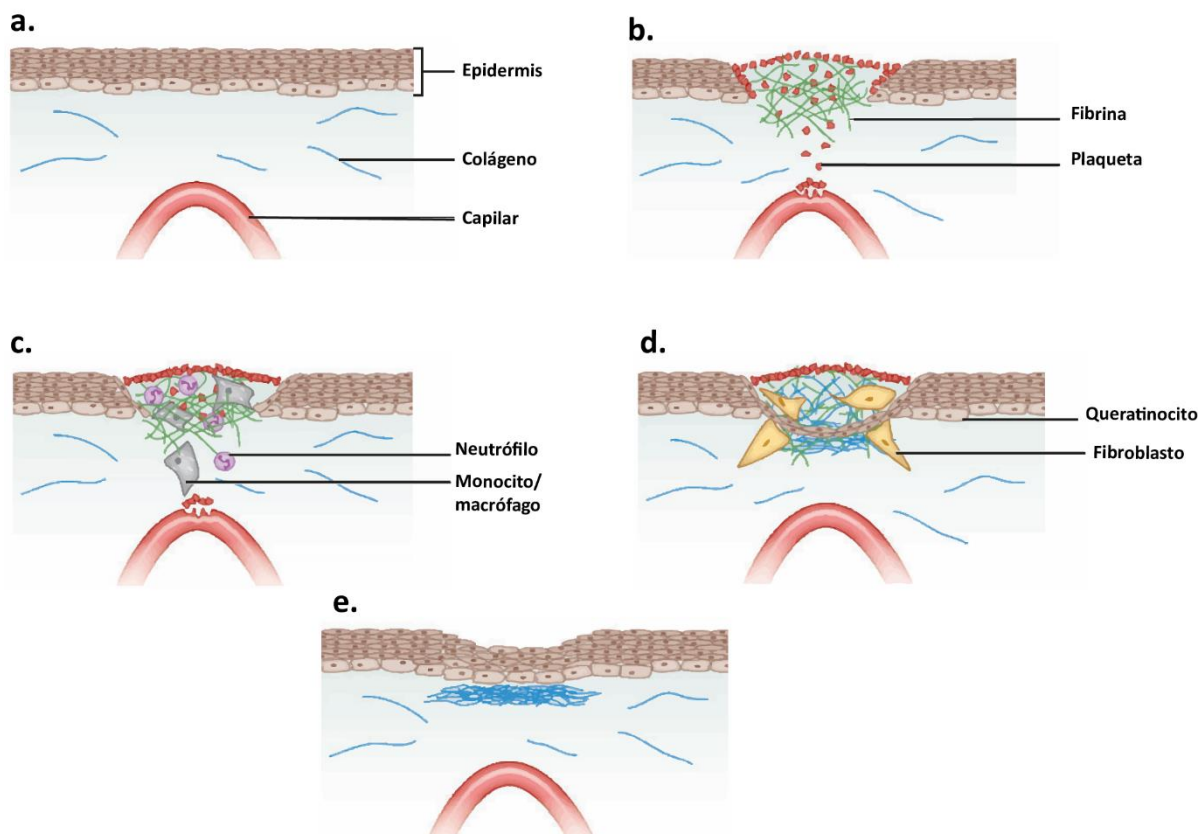 a.
Epidermis
Colágeno
Capilar
b.
Fibrina
Plaqueta
c.
Neutrófilo
Monocito/
macrófago
d.
Queratinocito
Fibroblasto
e.